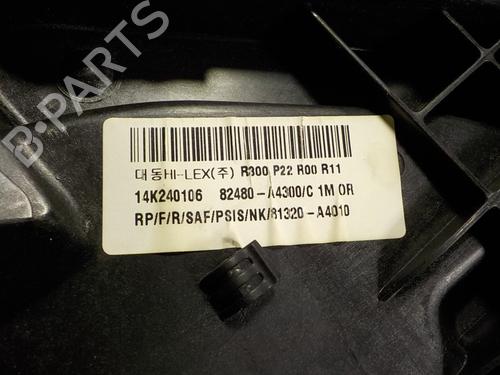 B-PARTS
대동HI-LEX(주) R300 P22 R00 R11
14K240106 82480-A4300/C 1M OR
RP/F/R/SAF/PSIS/NK/81320-A4010